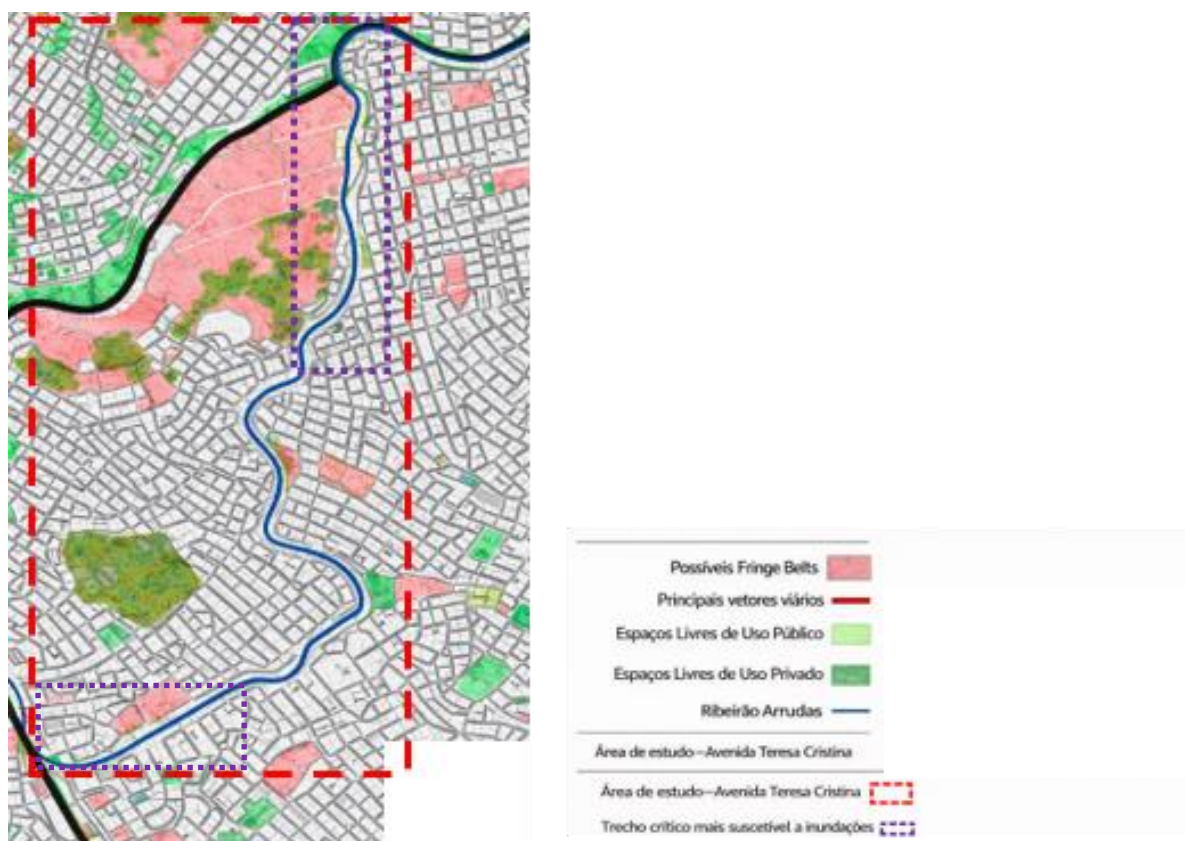 Possíveis Fringe Belts
Principais vetores viários
Espaços Livres de Uso Público
Espaços Livres de Uso Privado
Ribeirão Arrudas
Área de estudo—Avenida Teresa Cristina
Área de estudo—Avenida Teresa Cristina
Trecho crítico mais suscetível a inundações